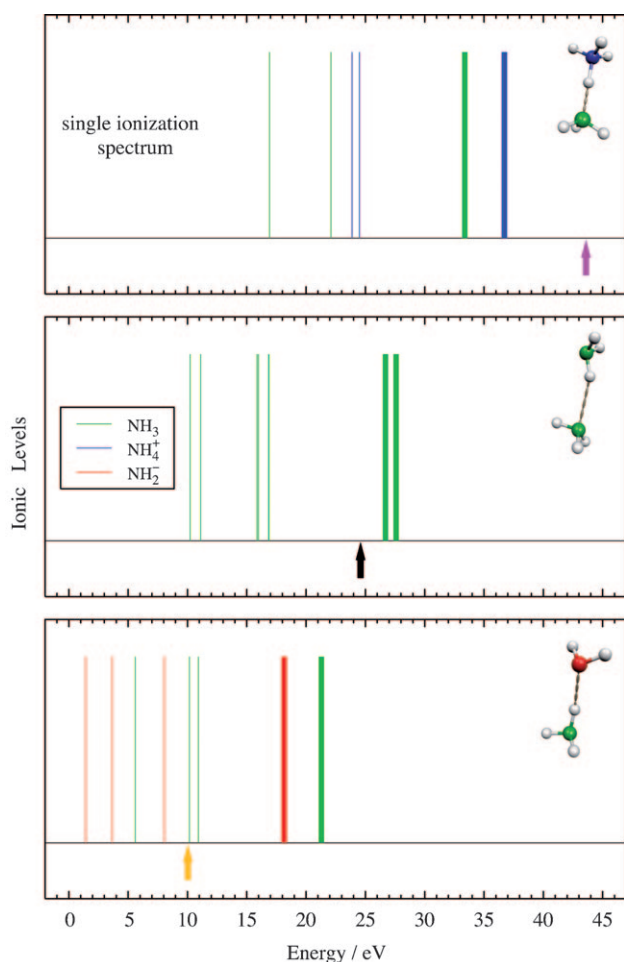 single ionization
spectrum
NH₃
NH₄⁺
NH₂⁻
Ionic Levels
0 5 10 15 20 25 30 35 40 45
Energy / eV